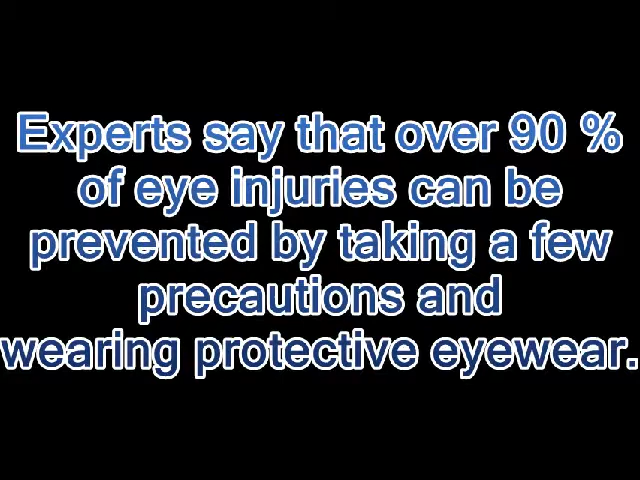 Experts say that over 90 %
of eye injuries can be
prevented by taking a few
precautions and
wearing protective eyewear.